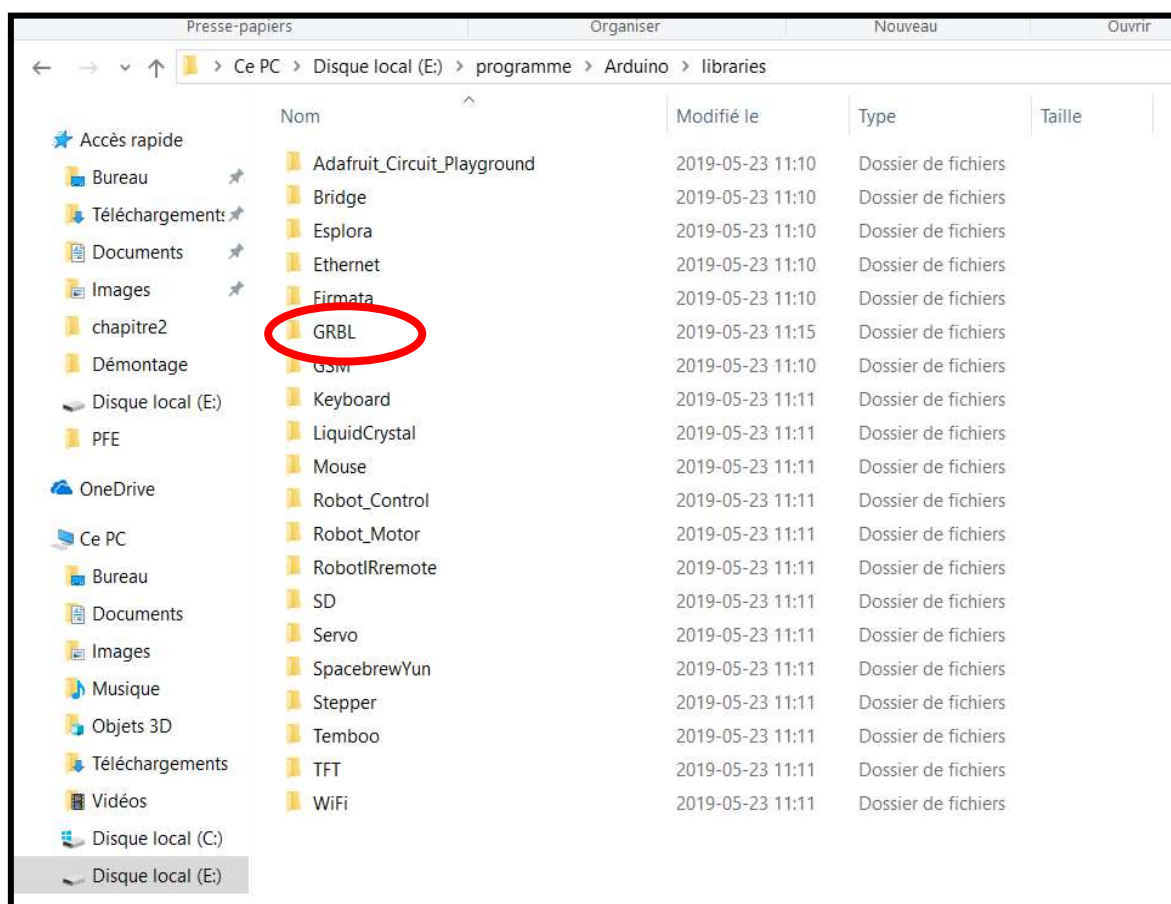 Presse-papiers Organiser Nouveau Ouvrir
Ce PC > Disque local (E:) > programme > Arduino > libraries
Nom Modifié le Type Taille
Accès rapide
Bureau
Téléchargements
Documents
Images
chapitre2
Démontage
Disque local (E:)
PFE
OneDrive
Ce PC
Bureau
Documents
Images
Musique
Objets 3D
Téléchargements
Vidéos
Disque local (C:)
Disque local (E:)
Adafruit_Circuit_Playground 2019-05-23 11:10 Dossier de fichiers
Bridge 2019-05-23 11:10 Dossier de fichiers
Esplora 2019-05-23 11:10 Dossier de fichiers
Ethernet 2019-05-23 11:10 Dossier de fichiers
Firmata 2019-05-23 11:10 Dossier de fichiers
GRBL 2019-05-23 11:15 Dossier de fichiers
GSM 2019-05-23 11:10 Dossier de fichiers
Keyboard 2019-05-23 11:11 Dossier de fichiers
LiquidCrystal 2019-05-23 11:11 Dossier de fichiers
Mouse 2019-05-23 11:11 Dossier de fichiers
Robot_Control 2019-05-23 11:11 Dossier de fichiers
Robot_Motor 2019-05-23 11:11 Dossier de fichiers
RobotIRremote 2019-05-23 11:11 Dossier de fichiers
SD 2019-05-23 11:11 Dossier de fichiers
Servo 2019-05-23 11:11 Dossier de fichiers
SpacebrewYun 2019-05-23 11:11 Dossier de fichiers
Stepper 2019-05-23 11:11 Dossier de fichiers
Temboo 2019-05-23 11:11 Dossier de fichiers
TFT 2019-05-23 11:11 Dossier de fichiers
WiFi 2019-05-23 11:11 Dossier de fichiers